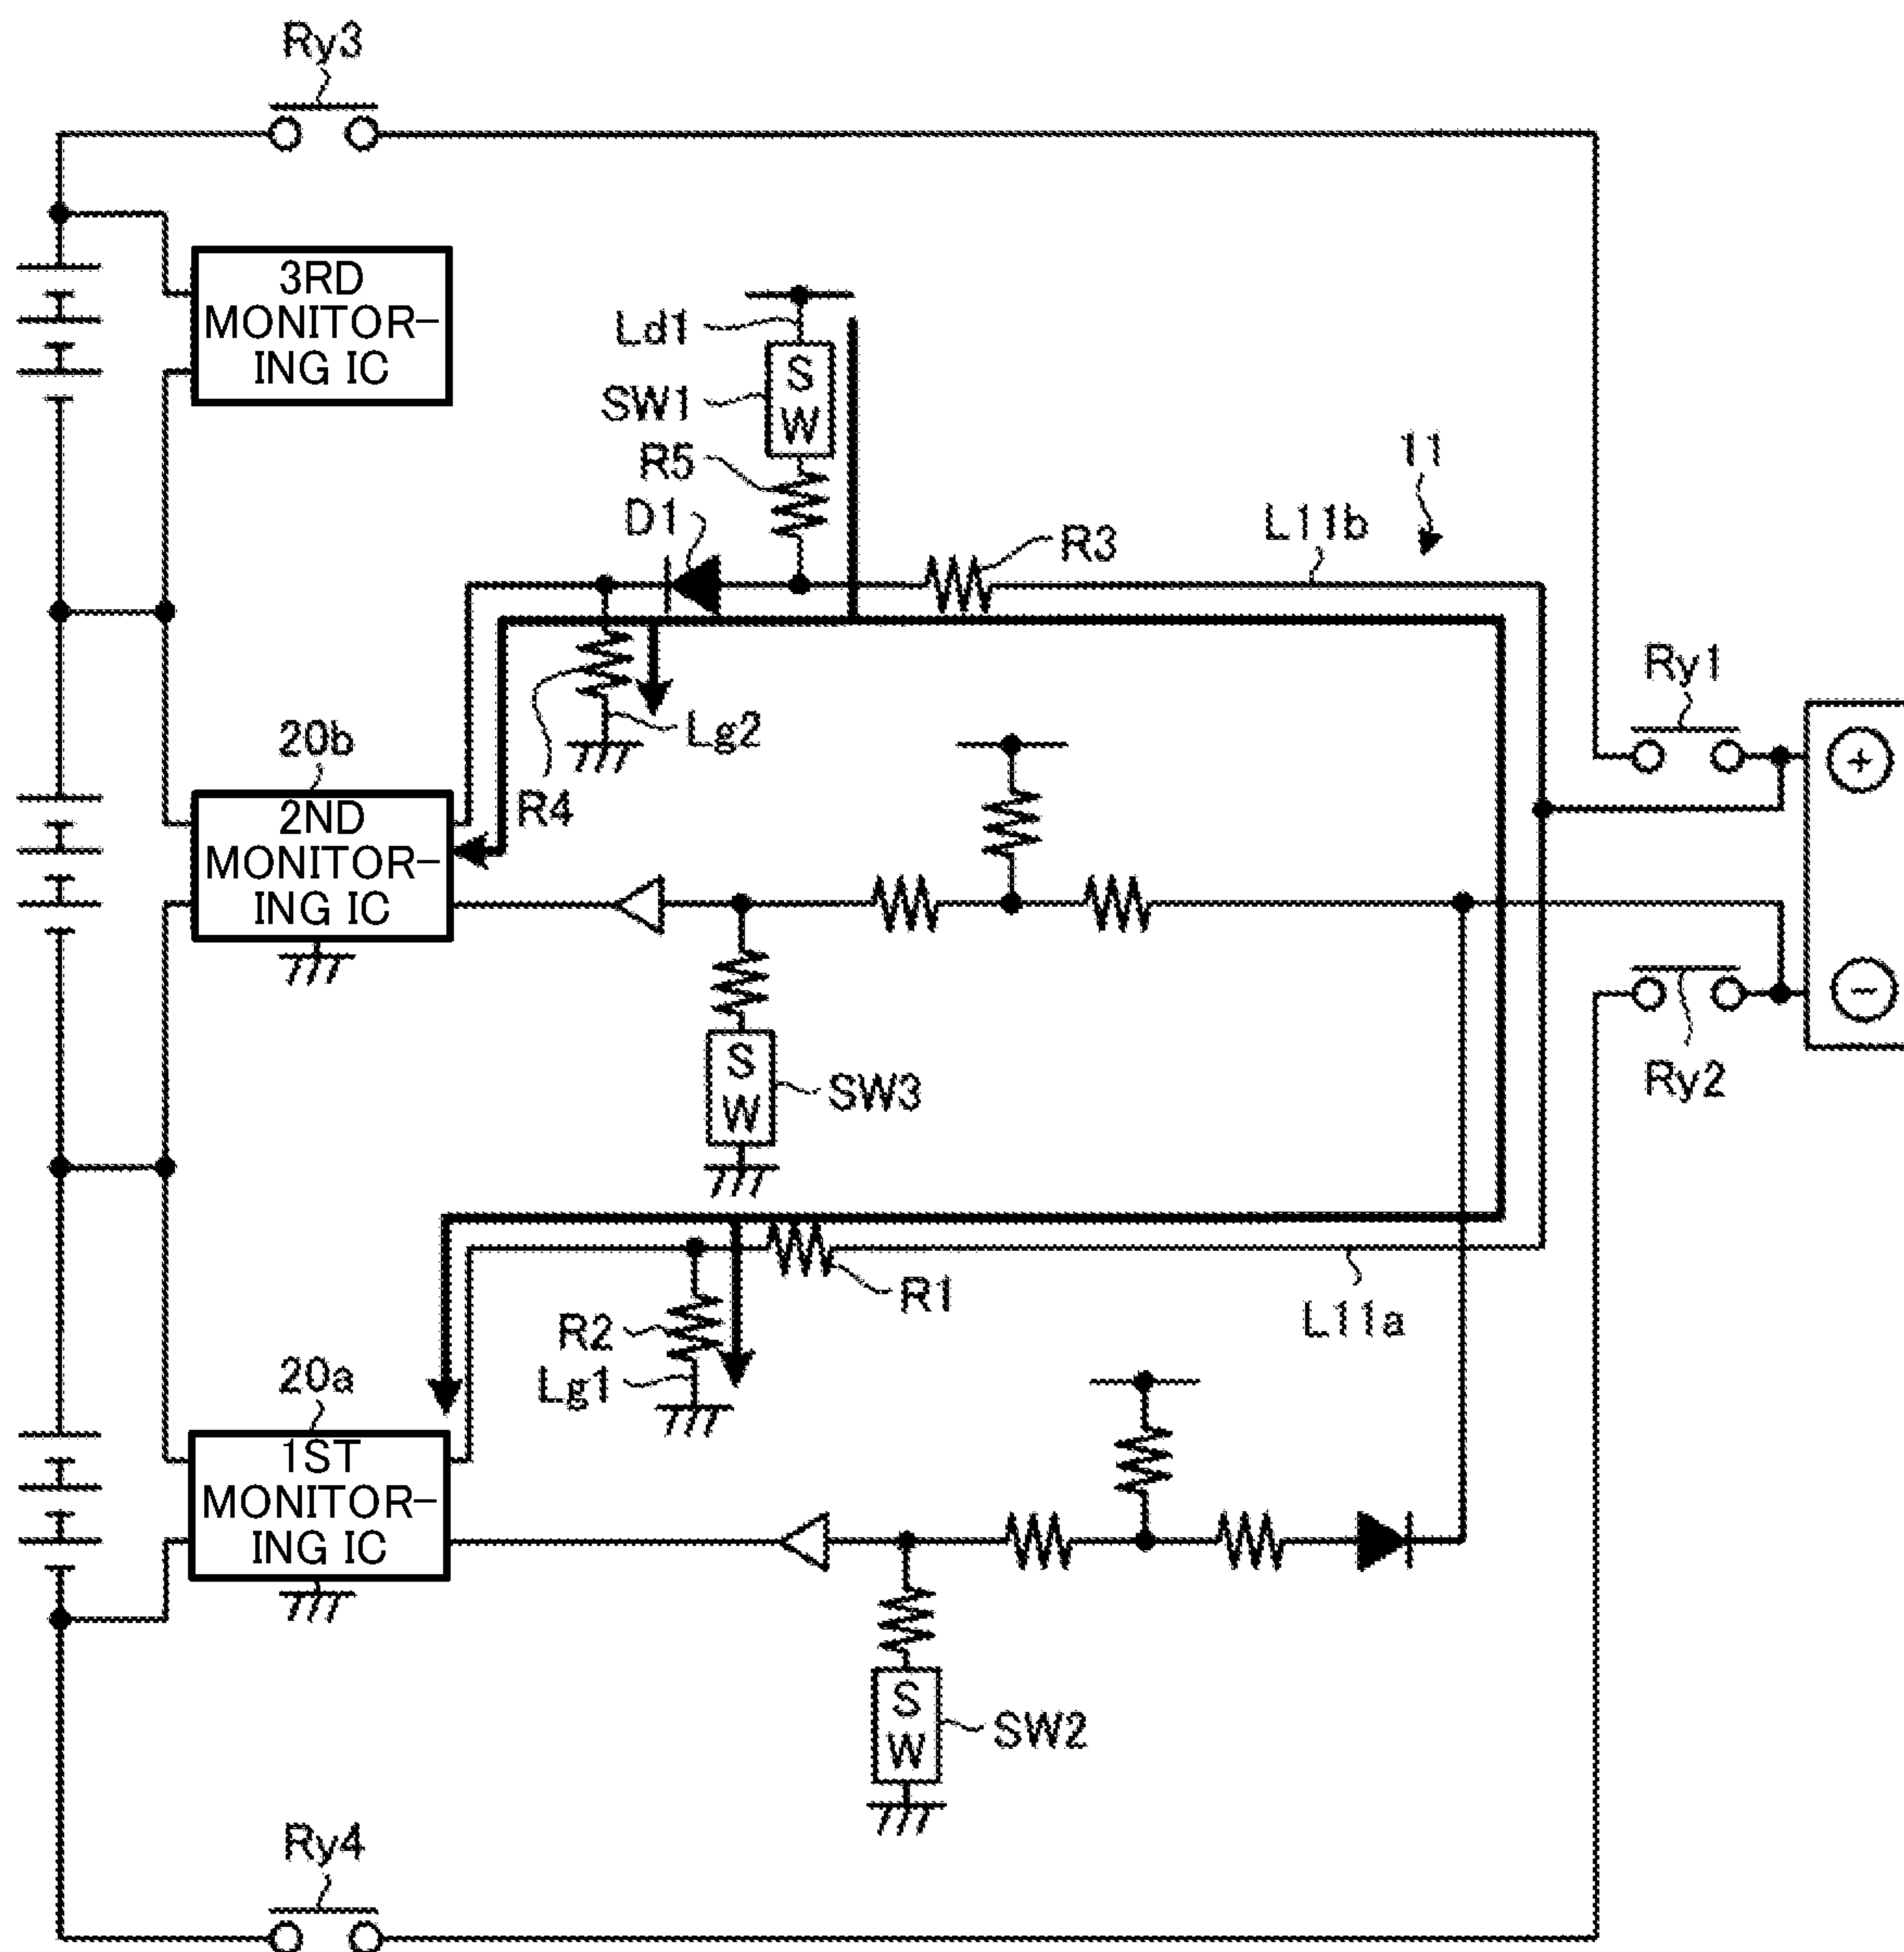 Ry3
3RD
MONITOR-
ING IC
Ld1
S
W
SW1
R5
D1
11
R3
L11b
Ry1
Lg2
20b
R4
2ND
MONITOR-
ING IC
+
−
Ry2
S
W
SW3
R1
R2
L11a
20a
Lg1
1ST
MONITOR-
ING IC
S
W
SW2
Ry4